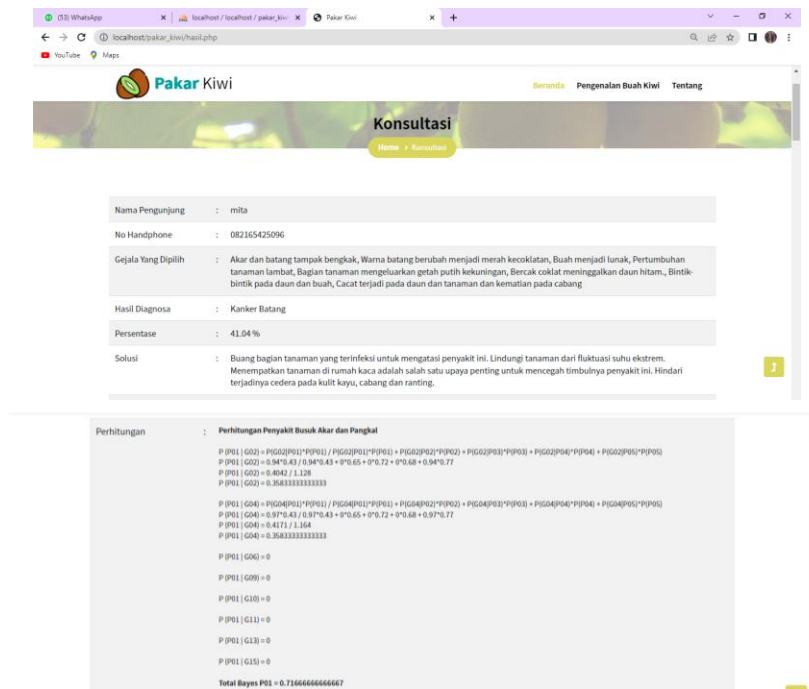 (53) WhatsApp
localhost / localhost / pakar_kiwi
Pakar Kiwi
localhost/pakar_kiwi/hasil.php
YouTube Maps
Pakar Kiwi
Beranda Pengenalan Buah Kiwi Tentang
Konsultasi
Home Konsultasi
Nama Pengunjung : mita
No Handphone : 082165425096
Gejala Yang Dipilih : Akar dan batang tampak bengkak, Warna batang berubah menjadi merah kecoklatan, Buah menjadi lunak, Pertumbuhan
tanaman lambat, Bagian tanaman mengeluarkan getah putih kekuningan, Bercak coklat meninggalkan daun hitam., Bintik-
bintik pada daun dan buah, Cacat terjadi pada daun dan tanaman dan kematian pada cabang
Hasil Diagnosa : Kanker Batang
Persentase : 41.04 %
Solusi : Buang bagian tanaman yang terinfeksi untuk mengatasi penyakit ini. Lindungi tanaman dari fluktuasi suhu ekstrem.
Menempatkan tanaman di rumah kaca adalah salah satu upaya penting untuk mencegah timbulnya penyakit ini. Hindari
terjadinya cedera pada kulit kayu, cabang dan ranting.
Perhitungan : Perhitungan Penyakit Busuk Akar dan Pangkal
P (P01 | G02) = P(G02|P01)*P(P01) / P(G02|P01)*P(P01) + P(G02|P02)*P(P02) + P(G02|P03)*P(P03) + P(G02|P04)*P(P04) + P(G02|P05)*P(P05)
P (P01 | G02) = 0.94*0.43 / 0.94*0.43 + 0*0.65 + 0*0.72 + 0*0.68 + 0.94*0.77
P (P01 | G02) = 0.4042 / 1.128
P (P01 | G02) = 0.35833333333333
P (P01 | G04) = P(G04|P01)*P(P01) / P(G04|P01)*P(P01) + P(G04|P02)*P(P02) + P(G04|P03)*P(P03) + P(G04|P04)*P(P04) + P(G04|P05)*P(P05)
P (P01 | G04) = 0.97*0.43 / 0.97*0.43 + 0*0.65 + 0*0.72 + 0*0.68 + 0.97*0.77
P (P01 | G04) = 0.4171 / 1.164
P (P01 | G04) = 0.35833333333333
P (P01 | G06) = 0
P (P01 | G09) = 0
P (P01 | G10) = 0
P (P01 | G11) = 0
P (P01 | G13) = 0
P (P01 | G15) = 0
Total Bayes P01 = 0.71666666666667